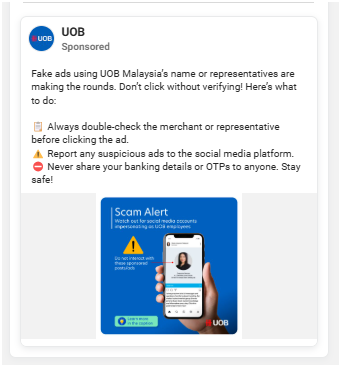 UOB
UOB
Sponsored
Fake ads using UOB Malaysia's name or representatives are
making the rounds. Don't click without verifying! Here's what
to do:
📋 Always double-check the merchant or representative
before clicking the ad.
⚠️ Report any suspicious ads to the social media platform.
⛔ Never share your banking details or OTPs to anyone. Stay
safe!
Scam Alert
Watch out for social media accounts
impersonating as UOB employees
Do not interact with
these sponsored
posts/ads
Learn more
in the caption
UOB